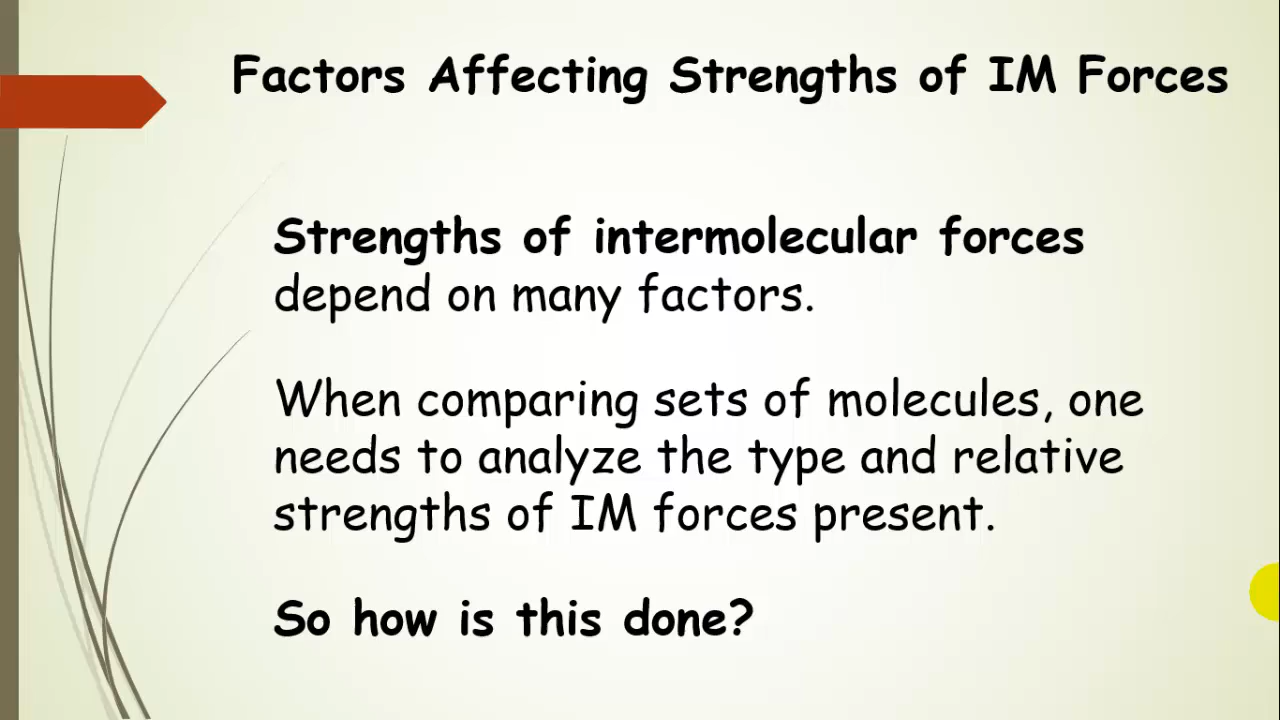 Factors Affecting Strengths of IM Forces
Strengths of intermolecular forces
depend on many factors.
When comparing sets of molecules, one
needs to analyze the type and relative
strengths of IM forces present.
So how is this done?